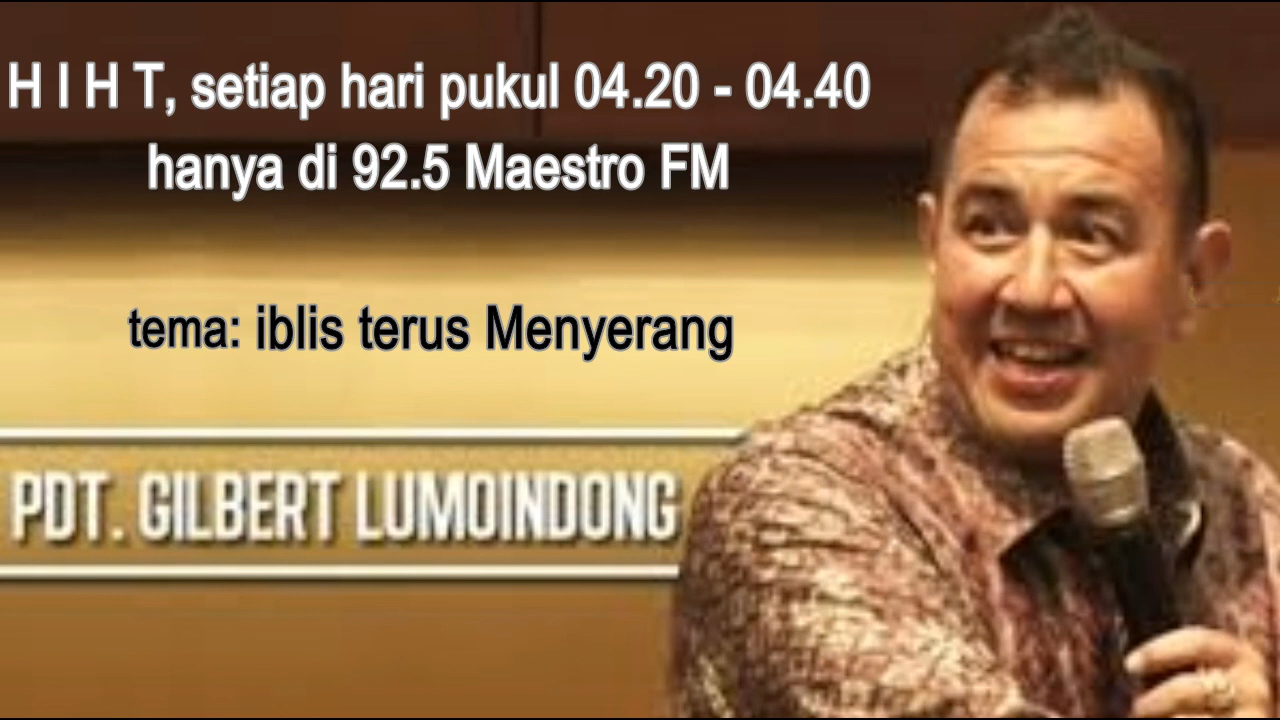 H I H T, setiap hari pukul 04.20 - 04.40
hanya di 92.5 Maestro FM
tema: iblis terus Menyerang
PDT. GILBERT LUMOINDONG